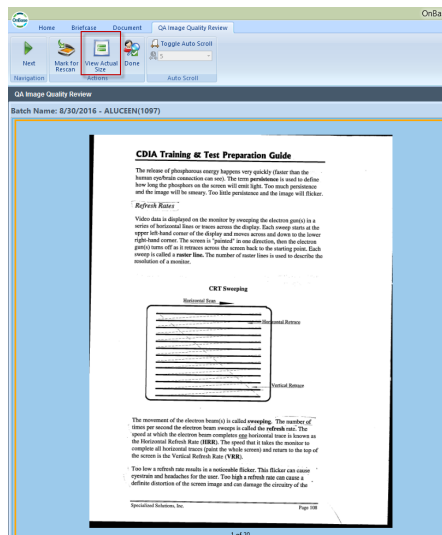 OnBase
OnBa
Home Briefcase Document QA Image Quality Review
Next
Mark for Rescan
View Actual Size
Done
Toggle Auto Scroll
5
Navigation Actions Auto Scroll
QA Image Quality Review
Batch Name: 8/30/2016 - ALUCEEN(1097)
CDIA Training & Test Preparation Guide
The release of phosphorous energy happens very quickly (faster than the
human eye/brain connection can see). The term persistence is used to define
how long the phosphors on the screen will emit light. Too much persistence
and the image will be smeary. Too little persistence and the image will flicker.
Refresh Rates
Video data is displayed on the monitor by sweeping the electron gun(s) in a
series of horizontal lines or traces across the display. Each sweep starts at the
upper left-hand corner of the display and moves across and down to the lower
right-hand corner. The screen is "painted" in one direction, then the electron
gun(s) turns off as it retraces across the screen back to the starting point. Each
sweep is called a raster line. The number of raster lines is used to describe the
resolution of a monitor.
CRT Sweeping
Horizontal Scan
Horizontal Retrace
Vertical Retrace
The movement of the electron beam(s) is called sweeping. The number of
times per second the electron beam sweeps is called the refresh rate. The
speed at which the electron beam completes one horizontal trace is known as
the Horizontal Refresh Rate (HRR). The speed that it takes the monitor to
complete all horizontal traces (paint the whole screen) and return to the top of
the screen is the Vertical Refresh Rate (VRR).
Too low a refresh rate results in a noticeable flicker. This flicker can cause
eyestrain and headaches for the user. Too high a refresh rate can cause a
definite distortion of the screen image and can damage the circuitry of the
Specialized Solutions, Inc. Page 108
1 of 20